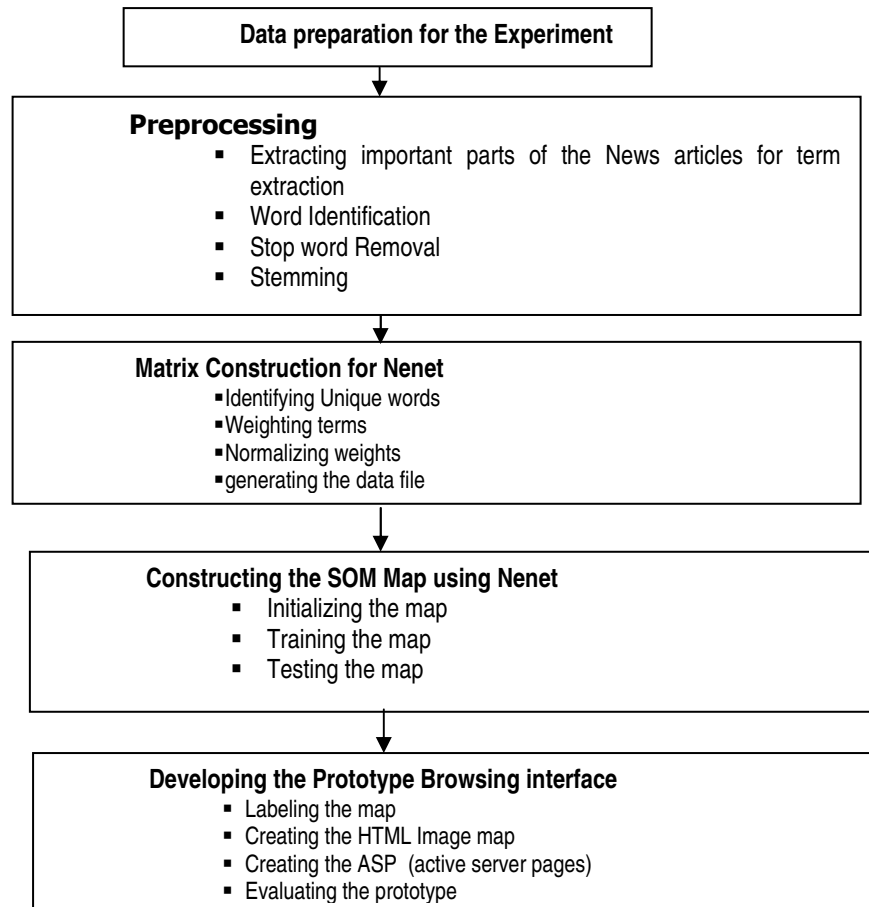 Data preparation for the Experiment
Preprocessing
▪ Extracting important parts of the News articles for term
extraction
▪ Word Identification
▪ Stop word Removal
▪ Stemming
Matrix Construction for Nenet
▪Identifying Unique words
▪Weighting terms
▪Normalizing weights
▪generating the data file
Constructing the SOM Map using Nenet
▪ Initializing the map
▪ Training the map
▪ Testing the map
Developing the Prototype Browsing interface
▪ Labeling the map
▪ Creating the HTML Image map
▪ Creating the ASP (active server pages)
▪ Evaluating the prototype